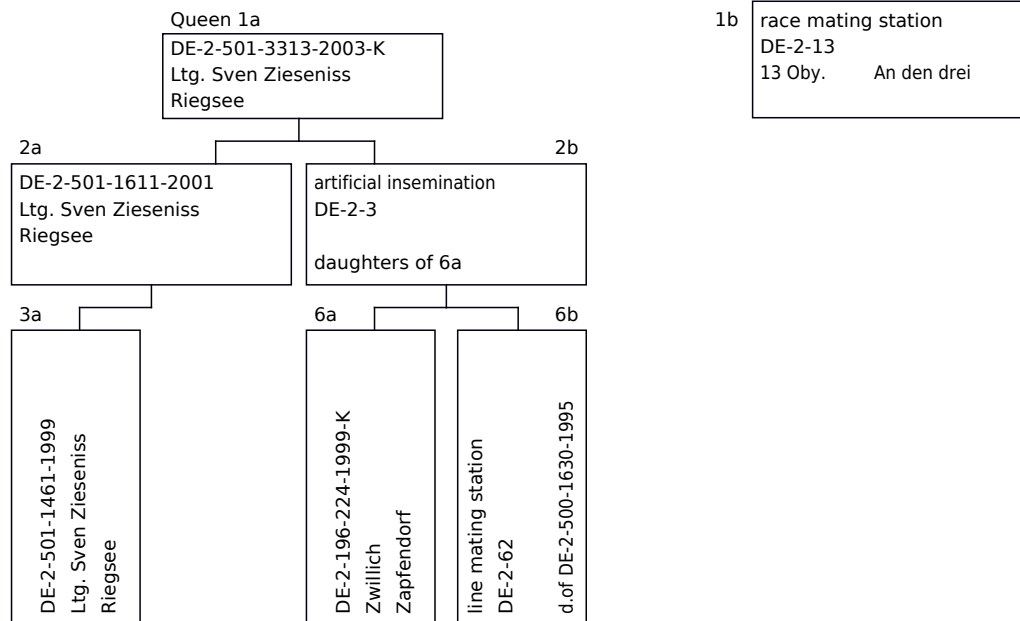 Queen 1a
DE-2-501-3313-2003-K
Ltg. Sven Zieseniss
Riegsee
1b
race mating station
DE-2-13
13 Oby. An den drei
2a
DE-2-501-1611-2001
Ltg. Sven Zieseniss
Riegsee
2b
artificial insemination
DE-2-3
daughters of 6a
3a
DE-2-501-1461-1999
Ltg. Sven Zieseniss
Riegsee
6a
DE-2-196-224-1999-K
Zwillich
Zapfendorf
6b
line mating station
DE-2-62
d.of DE-2-500-1630-1995